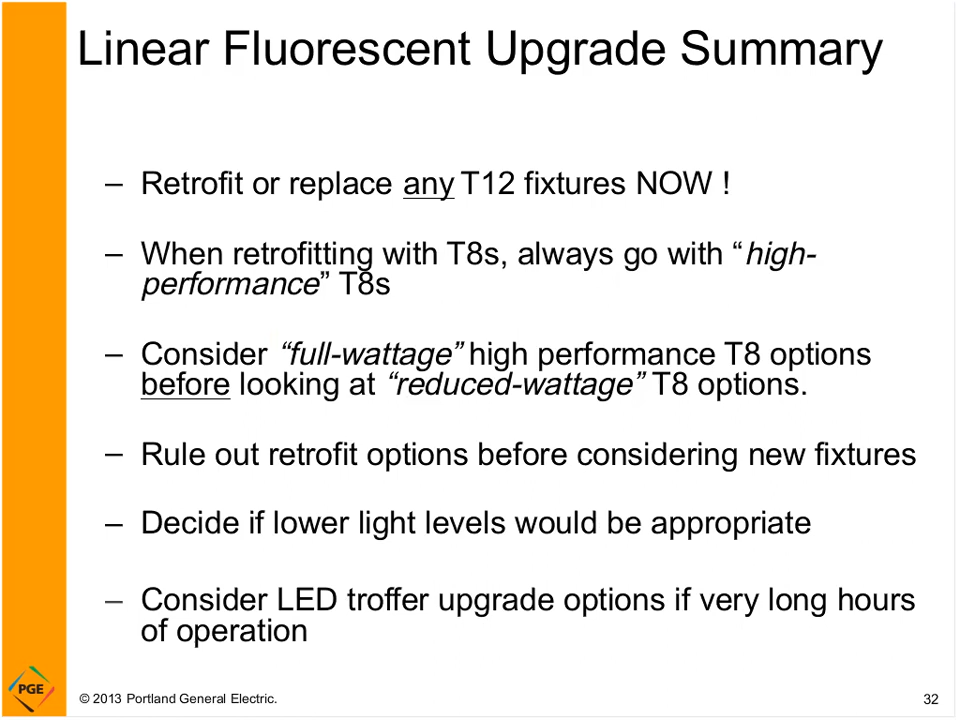 Linear Fluorescent Upgrade Summary
– Retrofit or replace any T12 fixtures NOW !
– When retrofitting with T8s, always go with “high-
performance” T8s
– Consider “full-wattage” high performance T8 options
before looking at “reduced-wattage” T8 options.
– Rule out retrofit options before considering new fixtures
– Decide if lower light levels would be appropriate
– Consider LED troffer upgrade options if very long hours
of operation
PGE
© 2013 Portland General Electric.
32